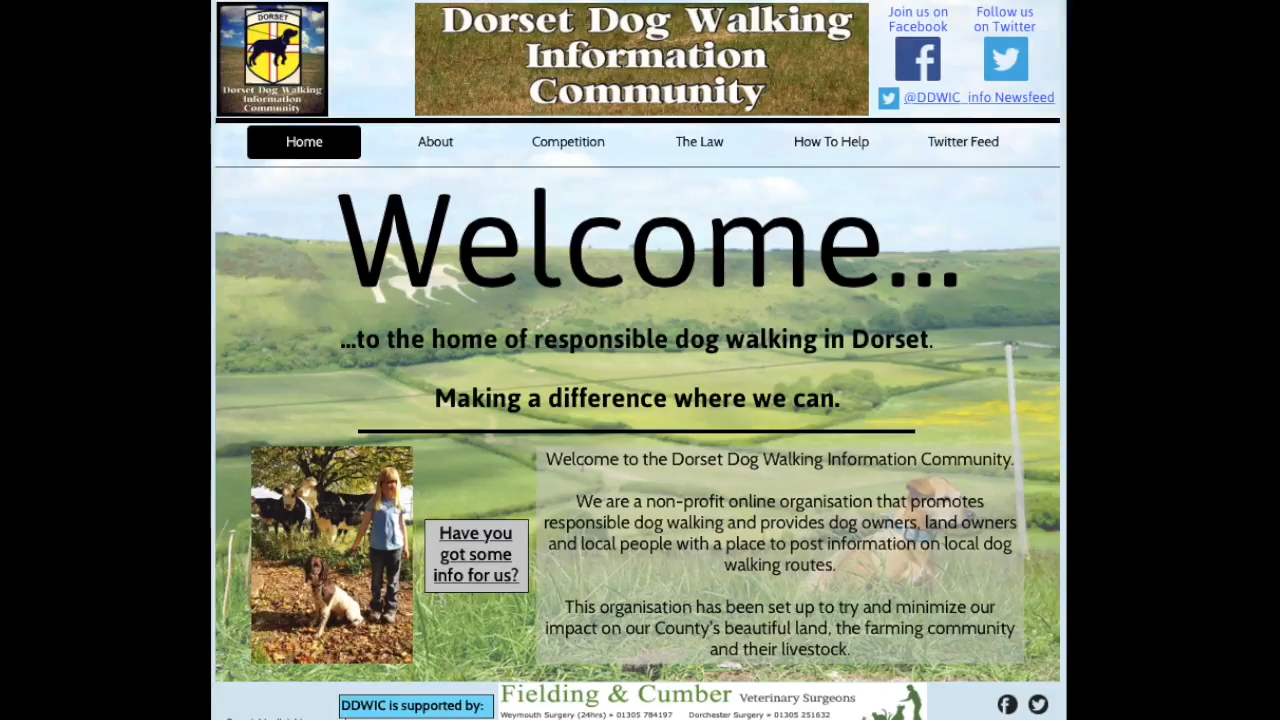 DORSET
Dorset Dog Walking
Information
Community
Dorset Dog Walking
Information
Community
Join us on
Facebook
Follow us
on Twitter
@DDWIC_info Newsfeed
Home
About
Competition
The Law
How To Help
Twitter Feed
Welcome...
...to the home of responsible dog walking in Dorset.
Making a difference where we can.
Have you
got some
info for us?
Welcome to the Dorset Dog Walking Information Community.
We are a non-profit online organisation that promotes
responsible dog walking and provides dog owners, land owners
and local people with a place to post information on local dog
walking routes.
This organisation has been set up to try and minimize our
impact on our County's beautiful land, the farming community
and their livestock.
DDWIC is supported by:
Fielding & Cumber Veterinary Surgeons
Weymouth Surgery (24hrs) » 01305 784197 Dorchester Surgery » 01305 251632